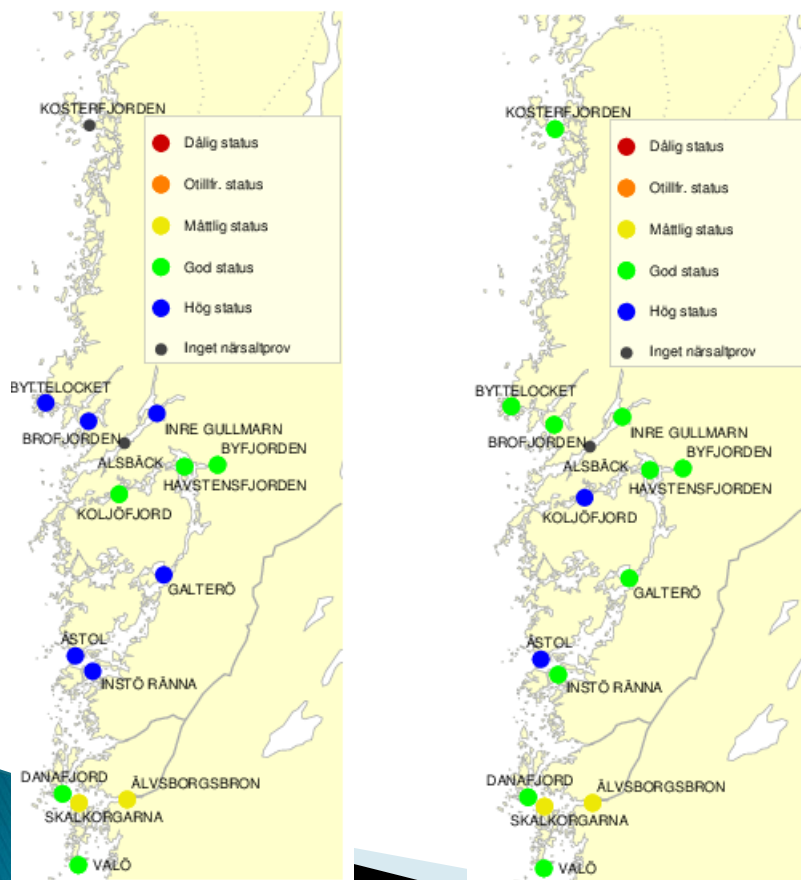 KOSTERFJORDEN
Dålig status
Otillfr. status
Måttlig status
God status
Hög status
Inget närsaltprov
BYTTELOCKET
BROFJORDEN
INRE GULLMARN
ALSBÄCK
BYFJORDEN
HAVSTENSFJORDEN
KOLJÖFJORD
GALTERÖ
ÅSTOL
INSTÖ RÄNNA
DANAFJORD
ÄLVSBORGSBRON
SKALKORGARNA
VALÖ
KOSTERFJORDEN
Dålig status
Otillfr. status
Måttlig status
God status
Hög status
Inget närsaltprov
BYTTELOCKET
BROFJORDEN
INRE GULLMARN
ALSBÄCK
BYFJORDEN
HAVSTENSFJORDEN
KOLJÖFJORD
GALTERÖ
ÅSTOL
INSTÖ RÄNNA
DANAFJORD
ÄLVSBORGSBRON
SKALKORGARNA
VALÖ